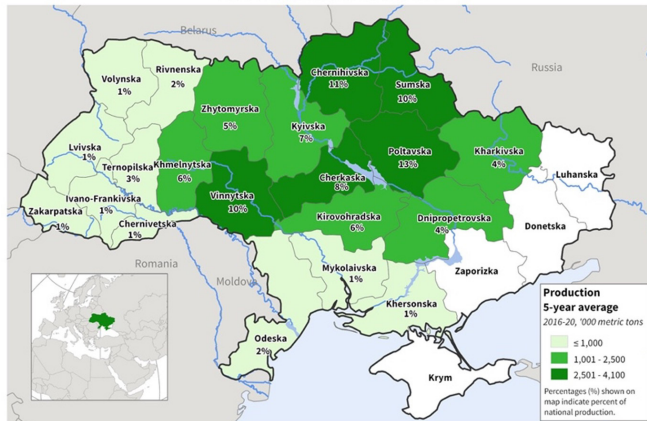 Belarus
Russia
Volynska
1%
Rivnenska
2%
Zhytomyrska
5%
Kyivska
7%
Chernihivska
11%
Sumska
10%
Lvivska
1%
Ternopilska
3%
Khmelnytska
6%
Vinnytska
10%
Cherkaska
8%
Poltavska
13%
Kharkivska
4%
Luhanska
Zakarpatska
1%
Ivano-Frankivska
1%
Chernivetska
1%
Kirovohradska
6%
Dnipropetrovska
4%
Donetska
Romania
Moldova
Mykolaivska
1%
Zaporizka
Khersonska
1%
Odeska
2%
Krym
Production
5-year average
2016-20, '000 metric tons
≤ 1,000
1,001 - 2,500
2,501 - 4,100
Percentages (%) shown on
map indicate percent of
national production.